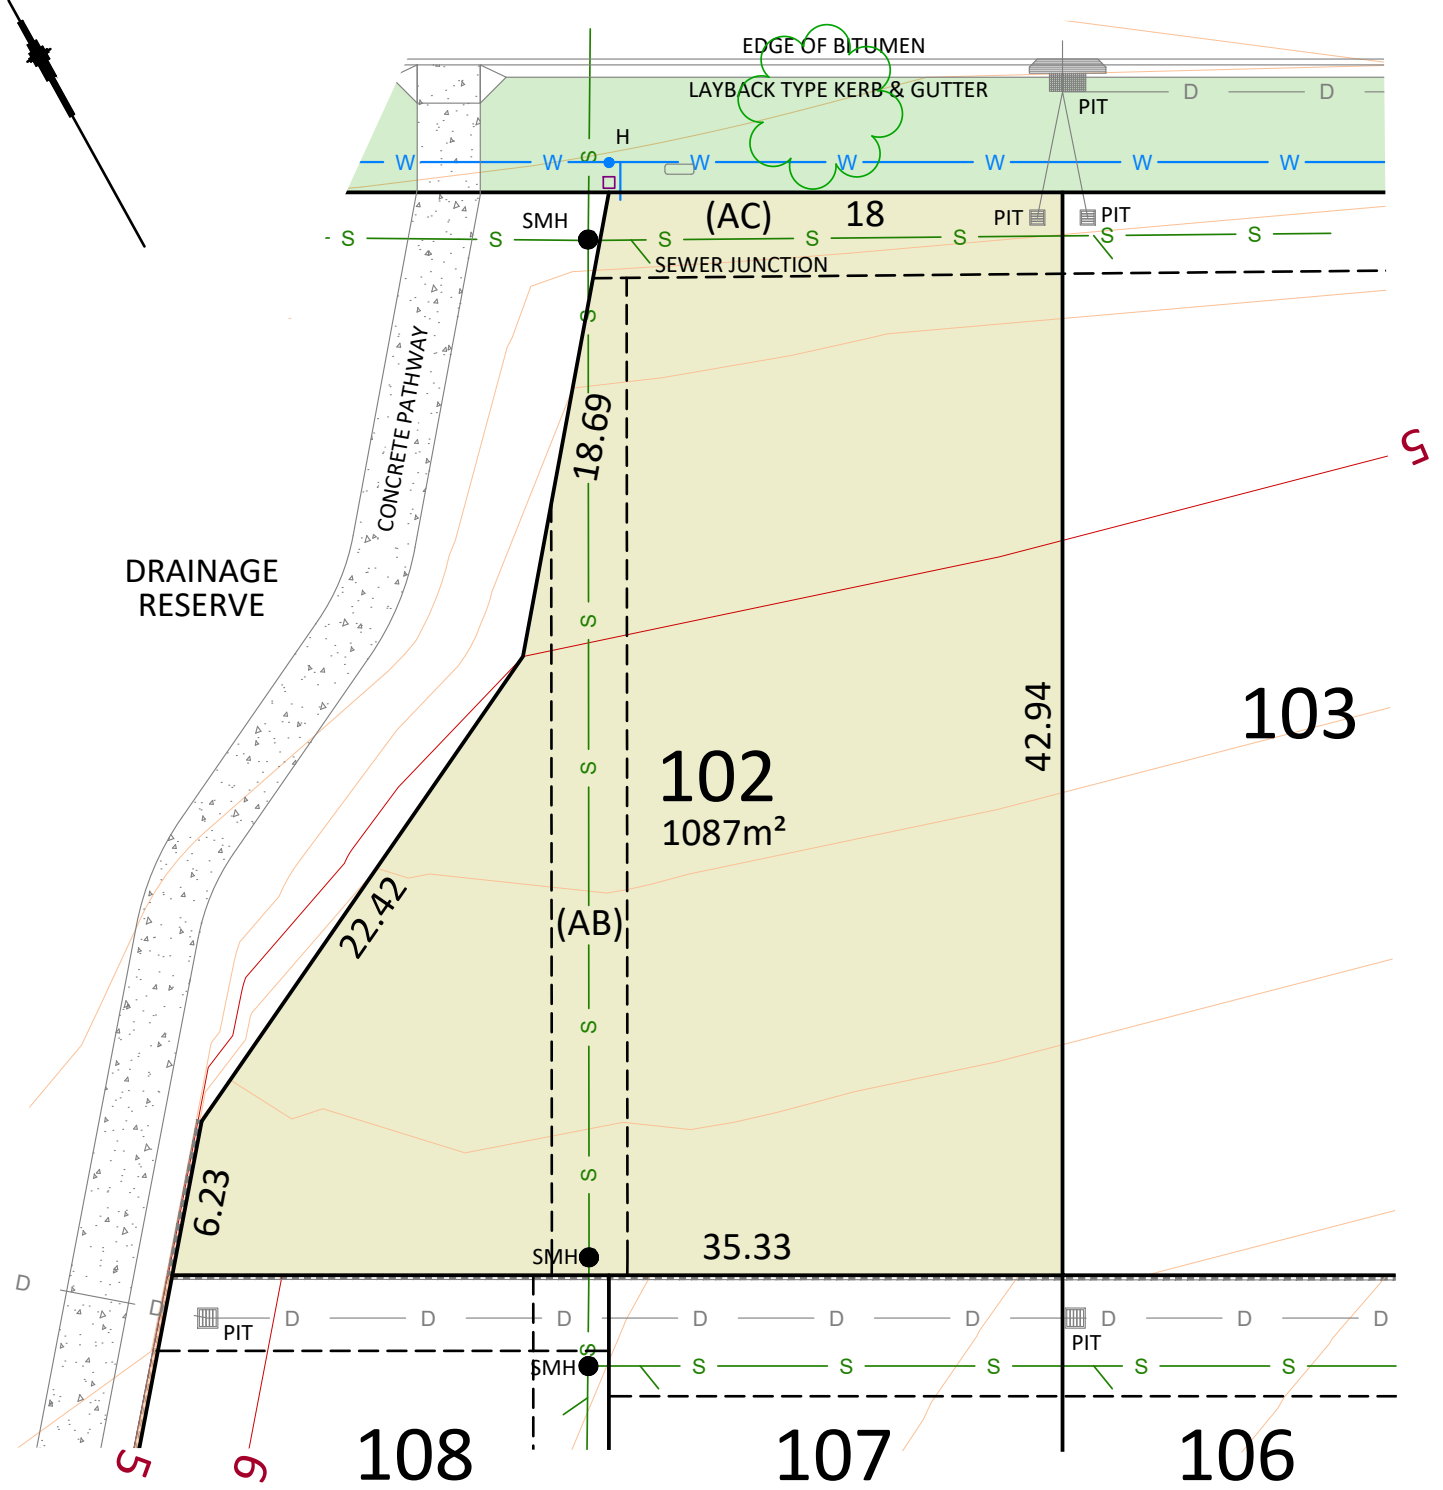 EDGE OF BITUMEN
LAYBACK TYPE KERB & GUTTER
PIT
D D
H
W W W W W W W
S
SMH
(AC)
18
PIT
PIT
S S S S S S S
SEWER JUNCTION
S
CONCRETE PATHWAY
18.69
5
DRAINAGE
RESERVE
S
42.94
103
S
102
1087m²
22.42
(AB)
S
S
6.23
SMH
35.33
D
D
PIT
D D D D D D D D D
PIT
S
SMH
S S S S S
5
6
108
107
106